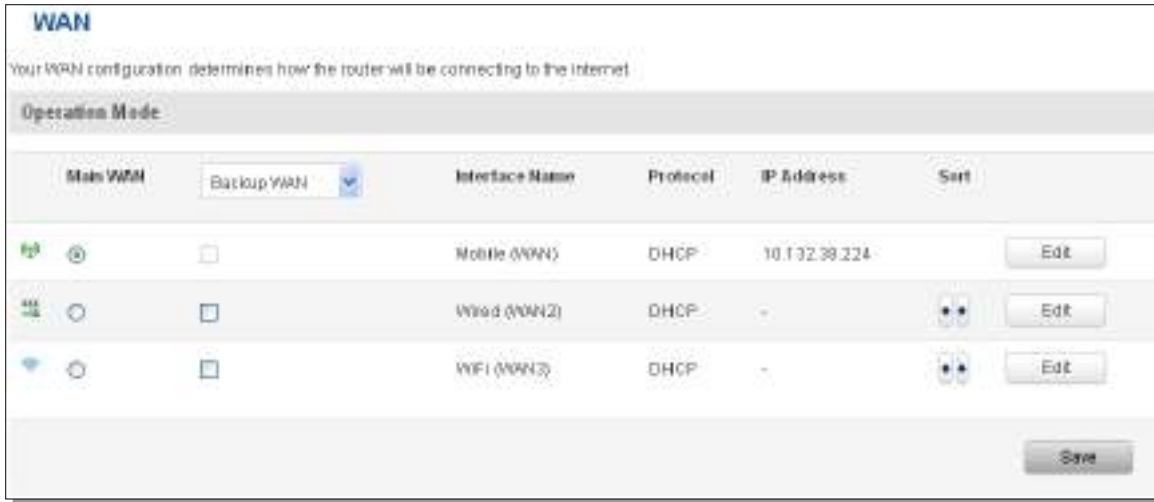 WAN
Your WAN configuration determines how the router will be connecting to the internet
Operation Mode
Main WAN Backup WAN Interface Name Protocol IP Address Sort
Mobile (WAN) DHCP 10.132.39.224 Edit
Wired (WAN2) DHCP - Edit
WiFi (WAN3) DHCP - Edit
Save